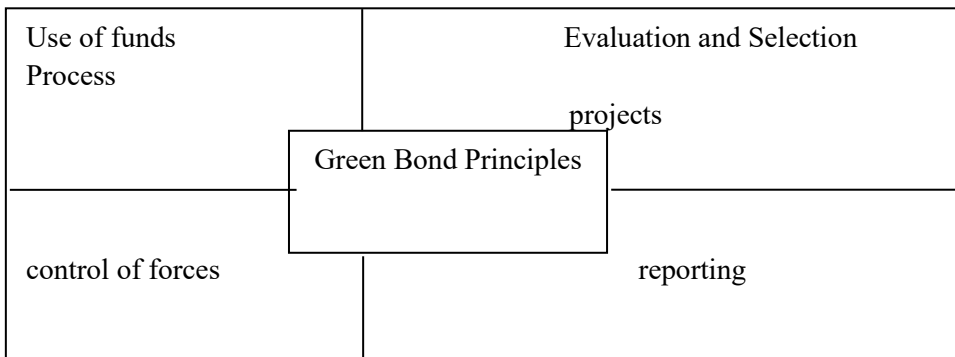 Use of funds Evaluation and Selection
Process
projects
Green Bond Principles
control of forces reporting